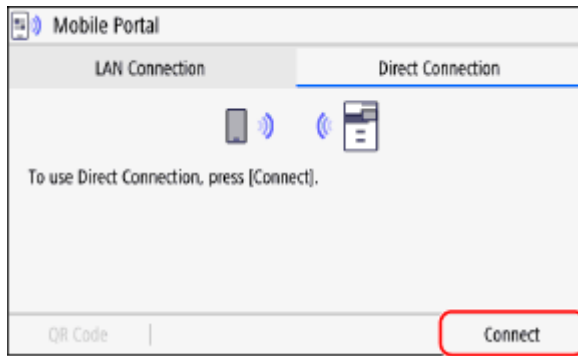 Mobile Portal
LAN Connection
Direct Connection
To use Direct Connection, press [Connect].
QR Code
Connect